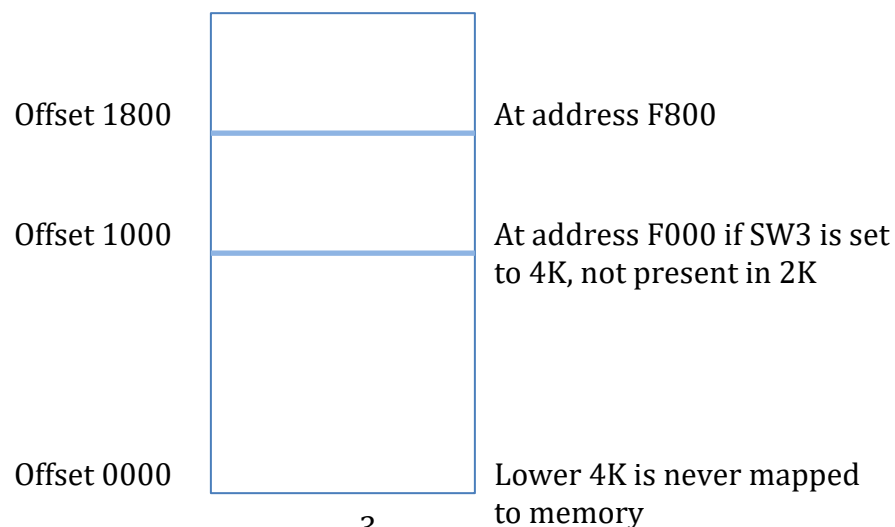 Offset 1800
At address F800
Offset 1000
At address F000 if SW3 is set
to 4K, not present in 2K
Offset 0000
Lower 4K is never mapped
to memory
3